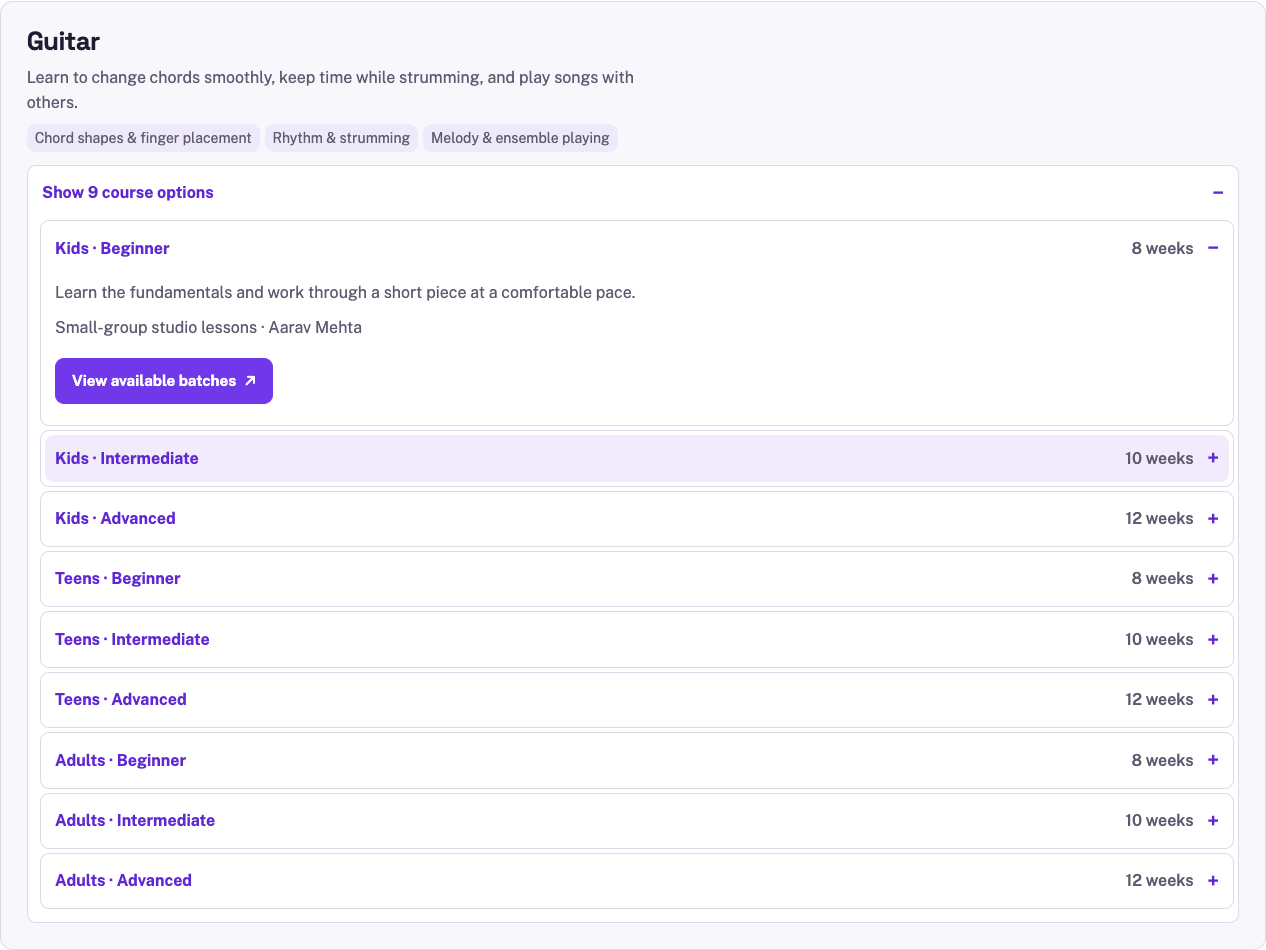 Guitar
Learn to change chords smoothly, keep time while strumming, and play songs with
others.
Chord shapes & finger placement Rhythm & strumming Melody & ensemble playing
Show 9 course options −
Kids · Beginner 8 weeks −
Learn the fundamentals and work through a short piece at a comfortable pace.
Small-group studio lessons · Aarav Mehta
View available batches ↗
Kids · Intermediate 10 weeks +
Kids · Advanced 12 weeks +
Teens · Beginner 8 weeks +
Teens · Intermediate 10 weeks +
Teens · Advanced 12 weeks +
Adults · Beginner 8 weeks +
Adults · Intermediate 10 weeks +
Adults · Advanced 12 weeks +